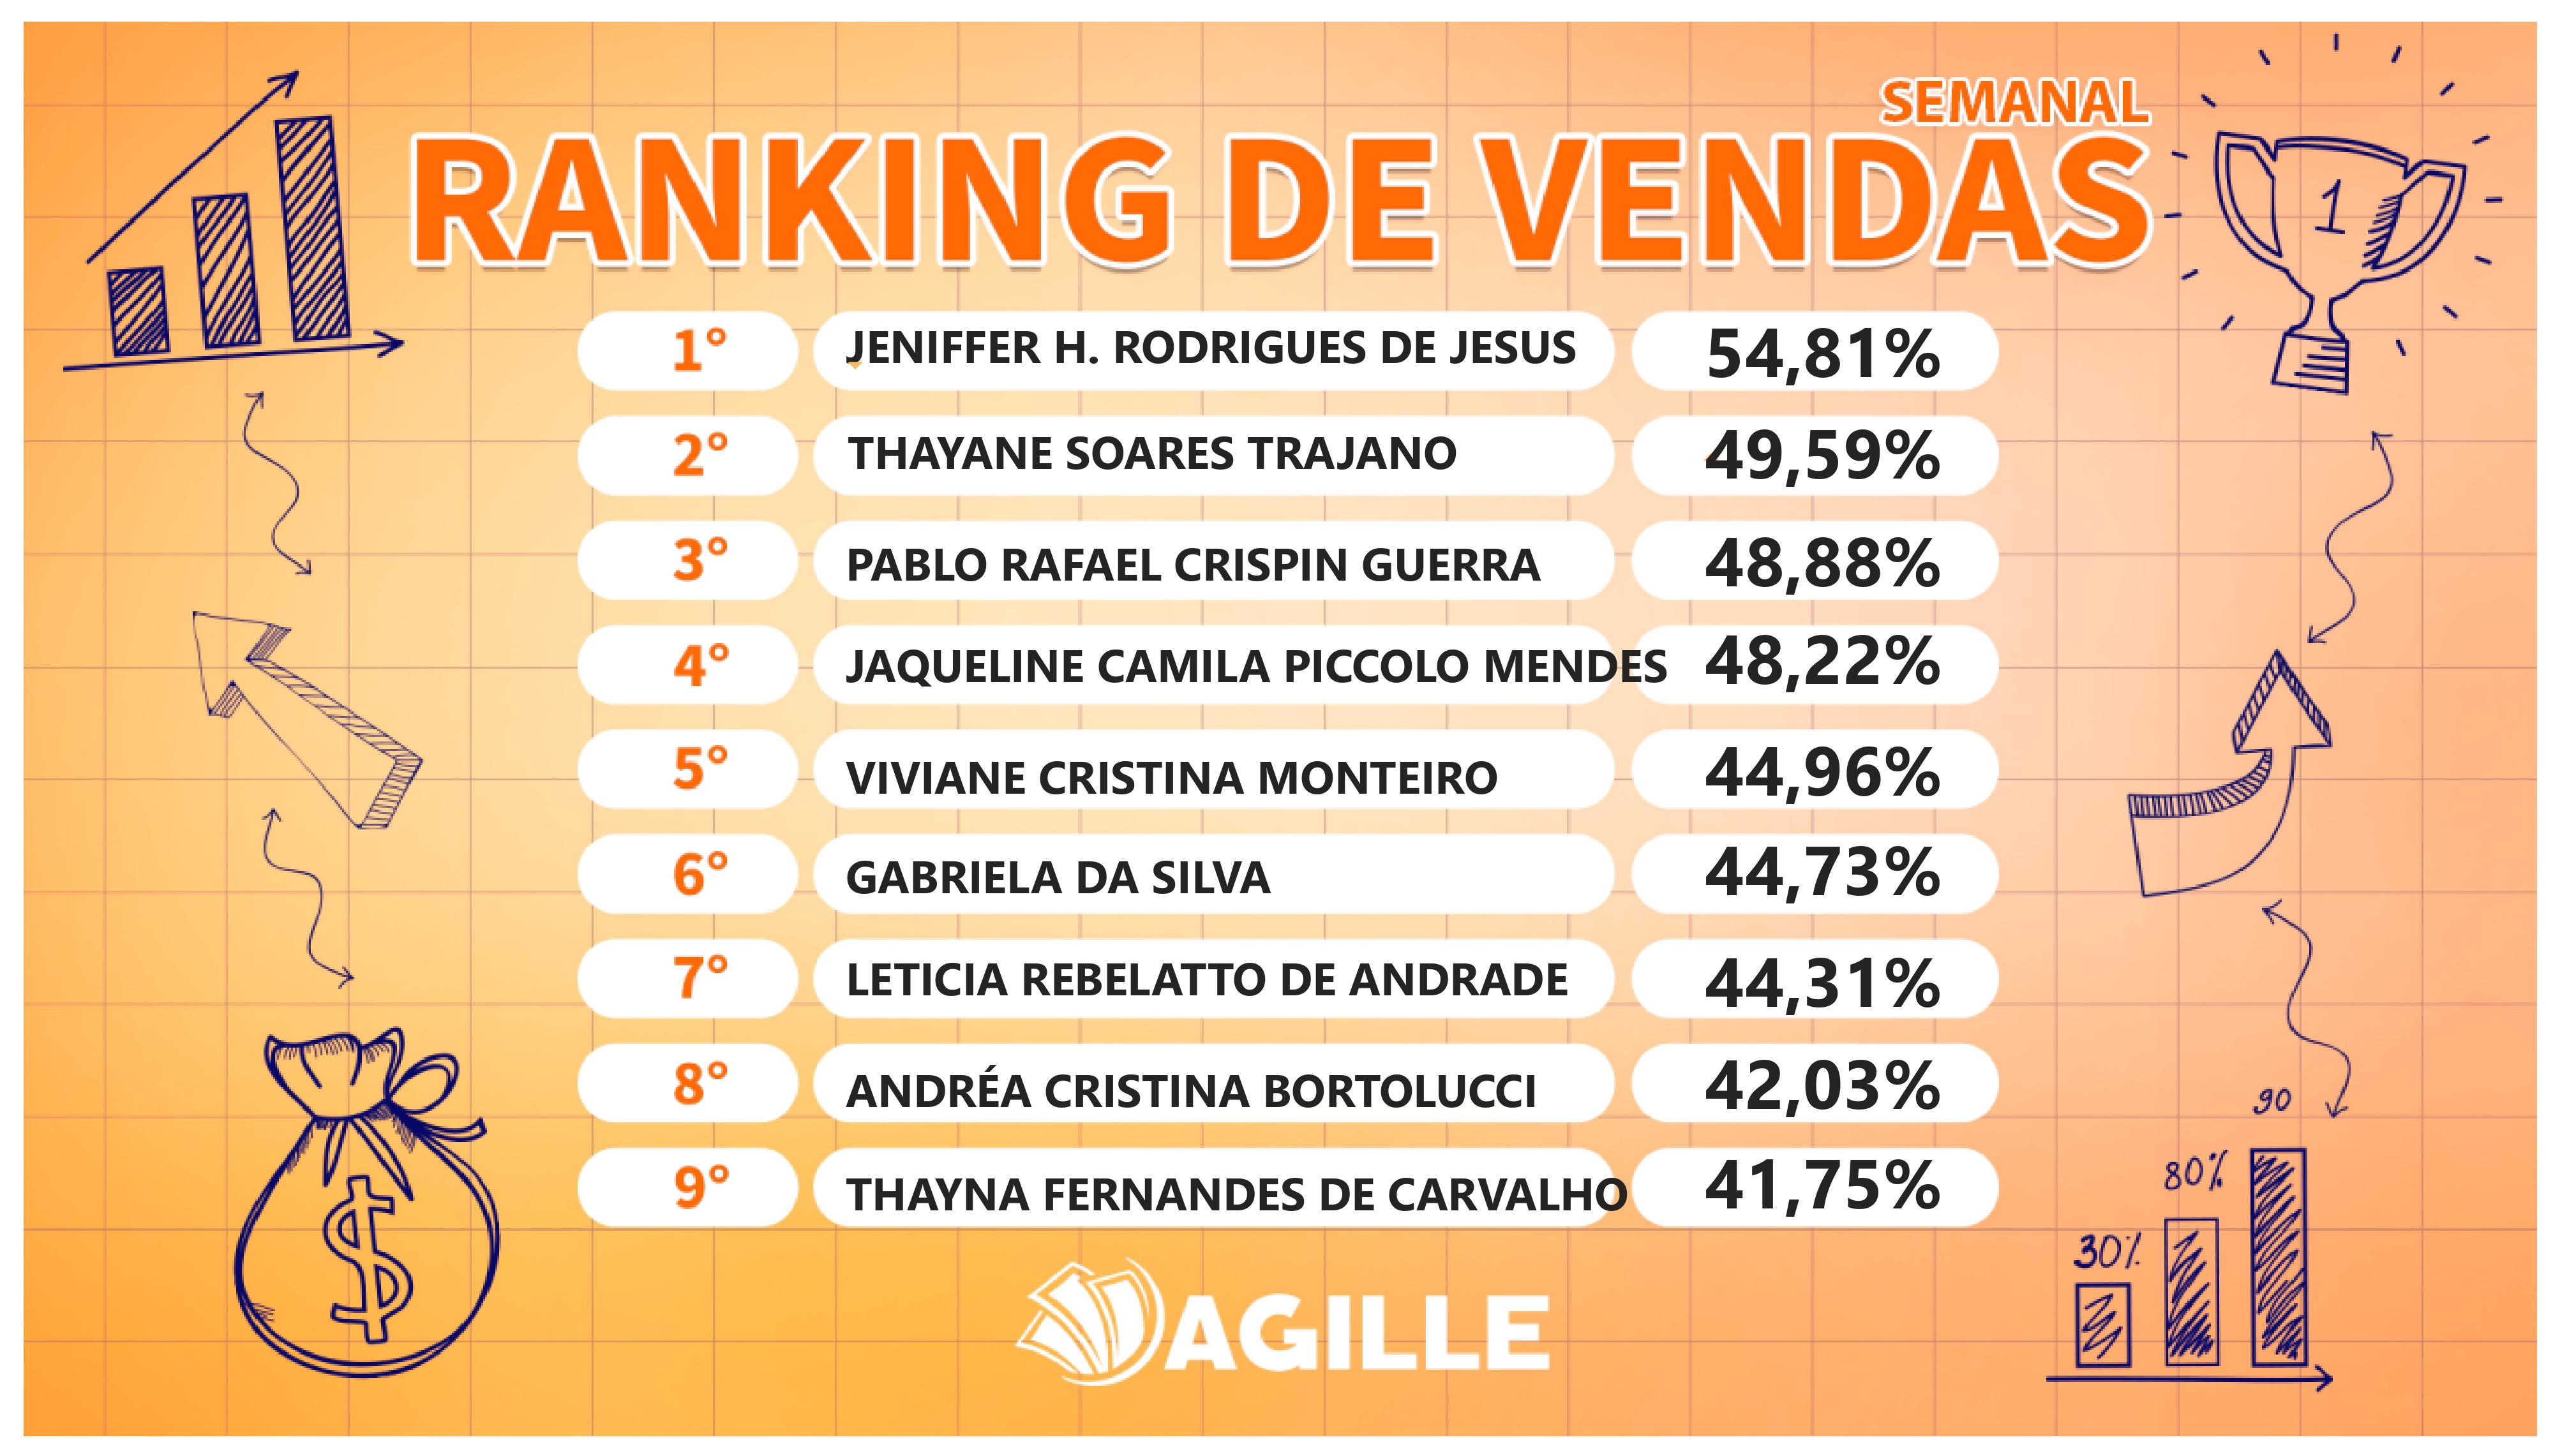 SEMANAL
RANKING DE VENDAS
1
1° JENIFFER H. RODRIGUES DE JESUS 54,81%
2° THAYANE SOARES TRAJANO 49,59%
3° PABLO RAFAEL CRISPIN GUERRA 48,88%
4° JAQUELINE CAMILA PICCOLO MENDES 48,22%
5° VIVIANE CRISTINA MONTEIRO 44,96%
6° GABRIELA DA SILVA 44,73%
7° LETICIA REBELATTO DE ANDRADE 44,31%
8° ANDRÉA CRISTINA BORTOLUCCI 42,03%
9° THAYNA FERNANDES DE CARVALHO 41,75%
$
90
80%
30%
AGILLE